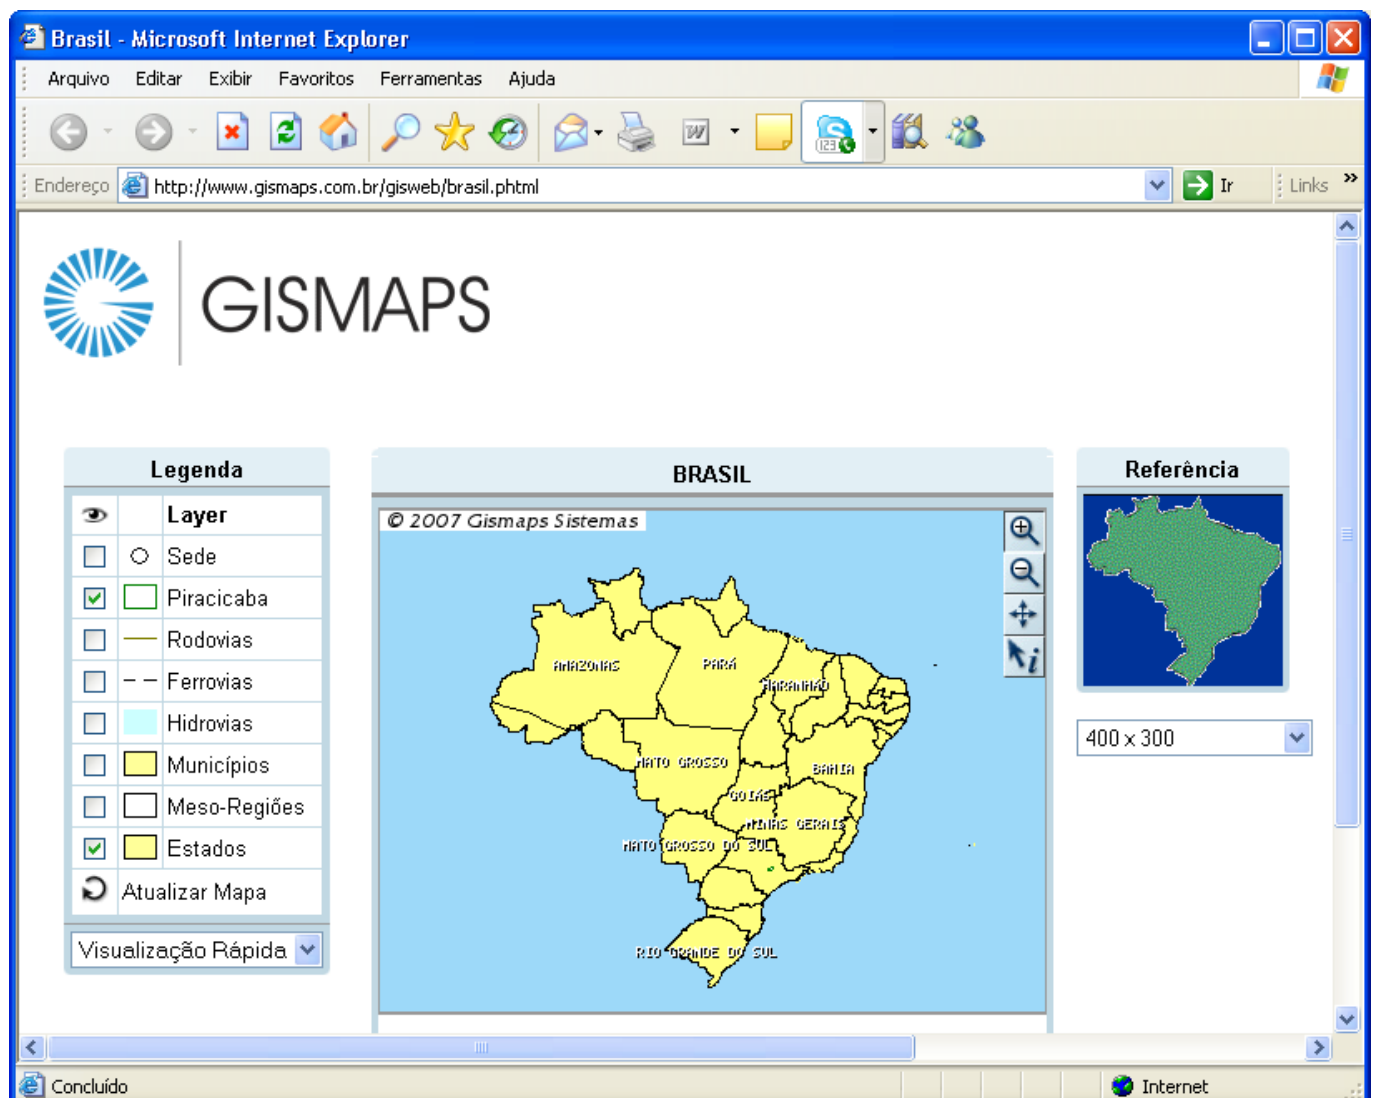 Brasil - Microsoft Internet Explorer
Arquivo Editar Exibir Favoritos Ferramentas Ajuda
W
123
Endereço http://www.gismaps.com.br/gisweb/brasil.phtml Ir Links »
GISMAPS
Legenda
Layer
Sede
Piracicaba
Rodovias
Ferrovias
Hidrovias
Municípios
Meso-Regiões
Estados
Atualizar Mapa
Visualização Rápida
BRASIL
© 2007 Gismaps Sistemas
AMAZONAS
PARÁ
MARANHÃO
MATO GROSSO
BAHIA
GOIÁS
MINAS GERAIS
MATO GROSSO DO SUL
RIO GRANDE DO SUL
Referência
400 x 300
Concluído
Internet